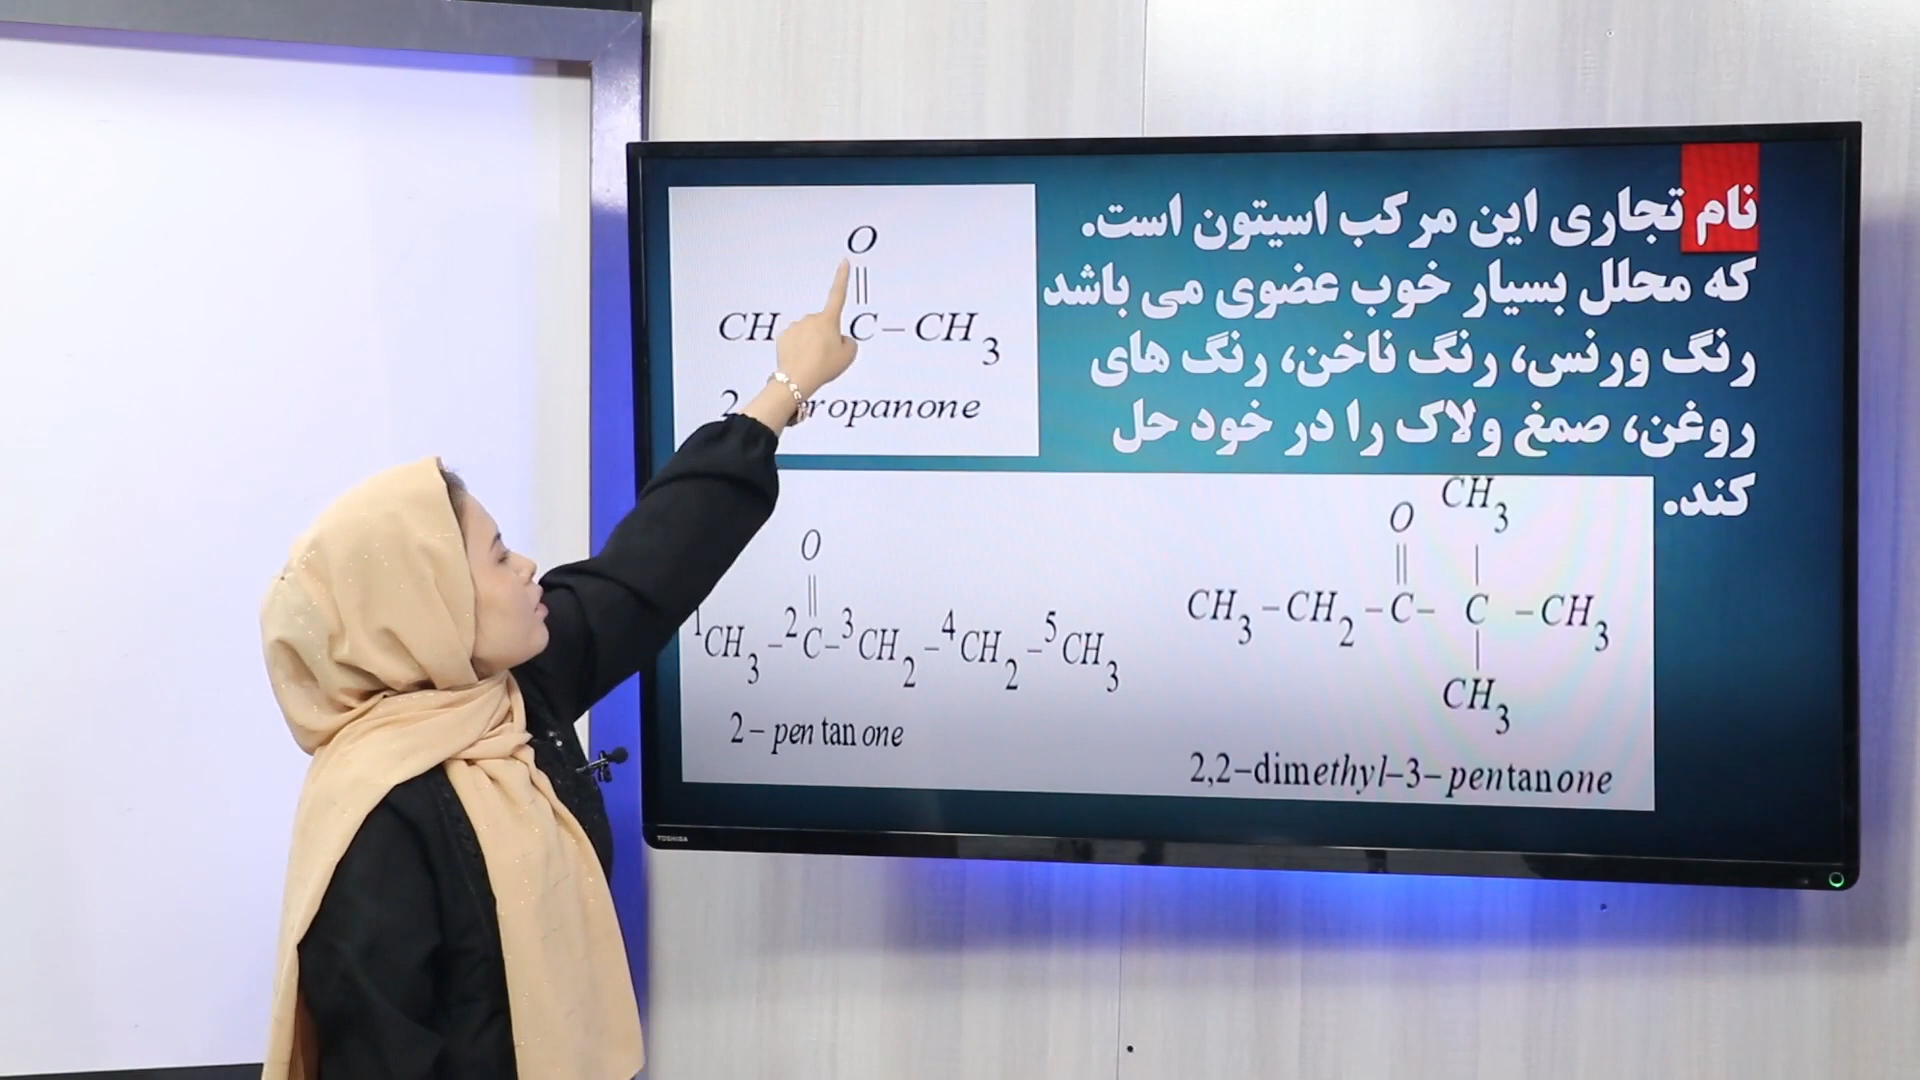 نام تجاری این مرکب اسیتون است.
که محلل بسیار خوب عضوی می باشد
رنگ ورنس، رنگ ناخن، رنگ های
روغن، صمغ ولاک را در خود حل
کند.
O
||
CH C – CH3
2 ropanone
O
||
1CH3 – 2C – 3CH2 – 4CH2 – 5CH3
2 – pen tan one
O CH3
|| |
CH3 – CH2 – C – C – CH3
|
CH3
2,2–dimethyl–3–pentanone
TOSHIBA